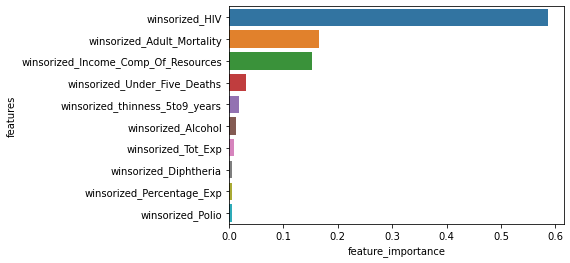 winsorized_HIV
winsorized_Adult_Mortality
winsorized_Income_Comp_Of_Resources
winsorized_Under_Five_Deaths
winsorized_thinness_5to9_years
winsorized_Alcohol
winsorized_Tot_Exp
winsorized_Diphtheria
winsorized_Percentage_Exp
winsorized_Polio
features
0.0 0.1 0.2 0.3 0.4 0.5 0.6
feature_importance